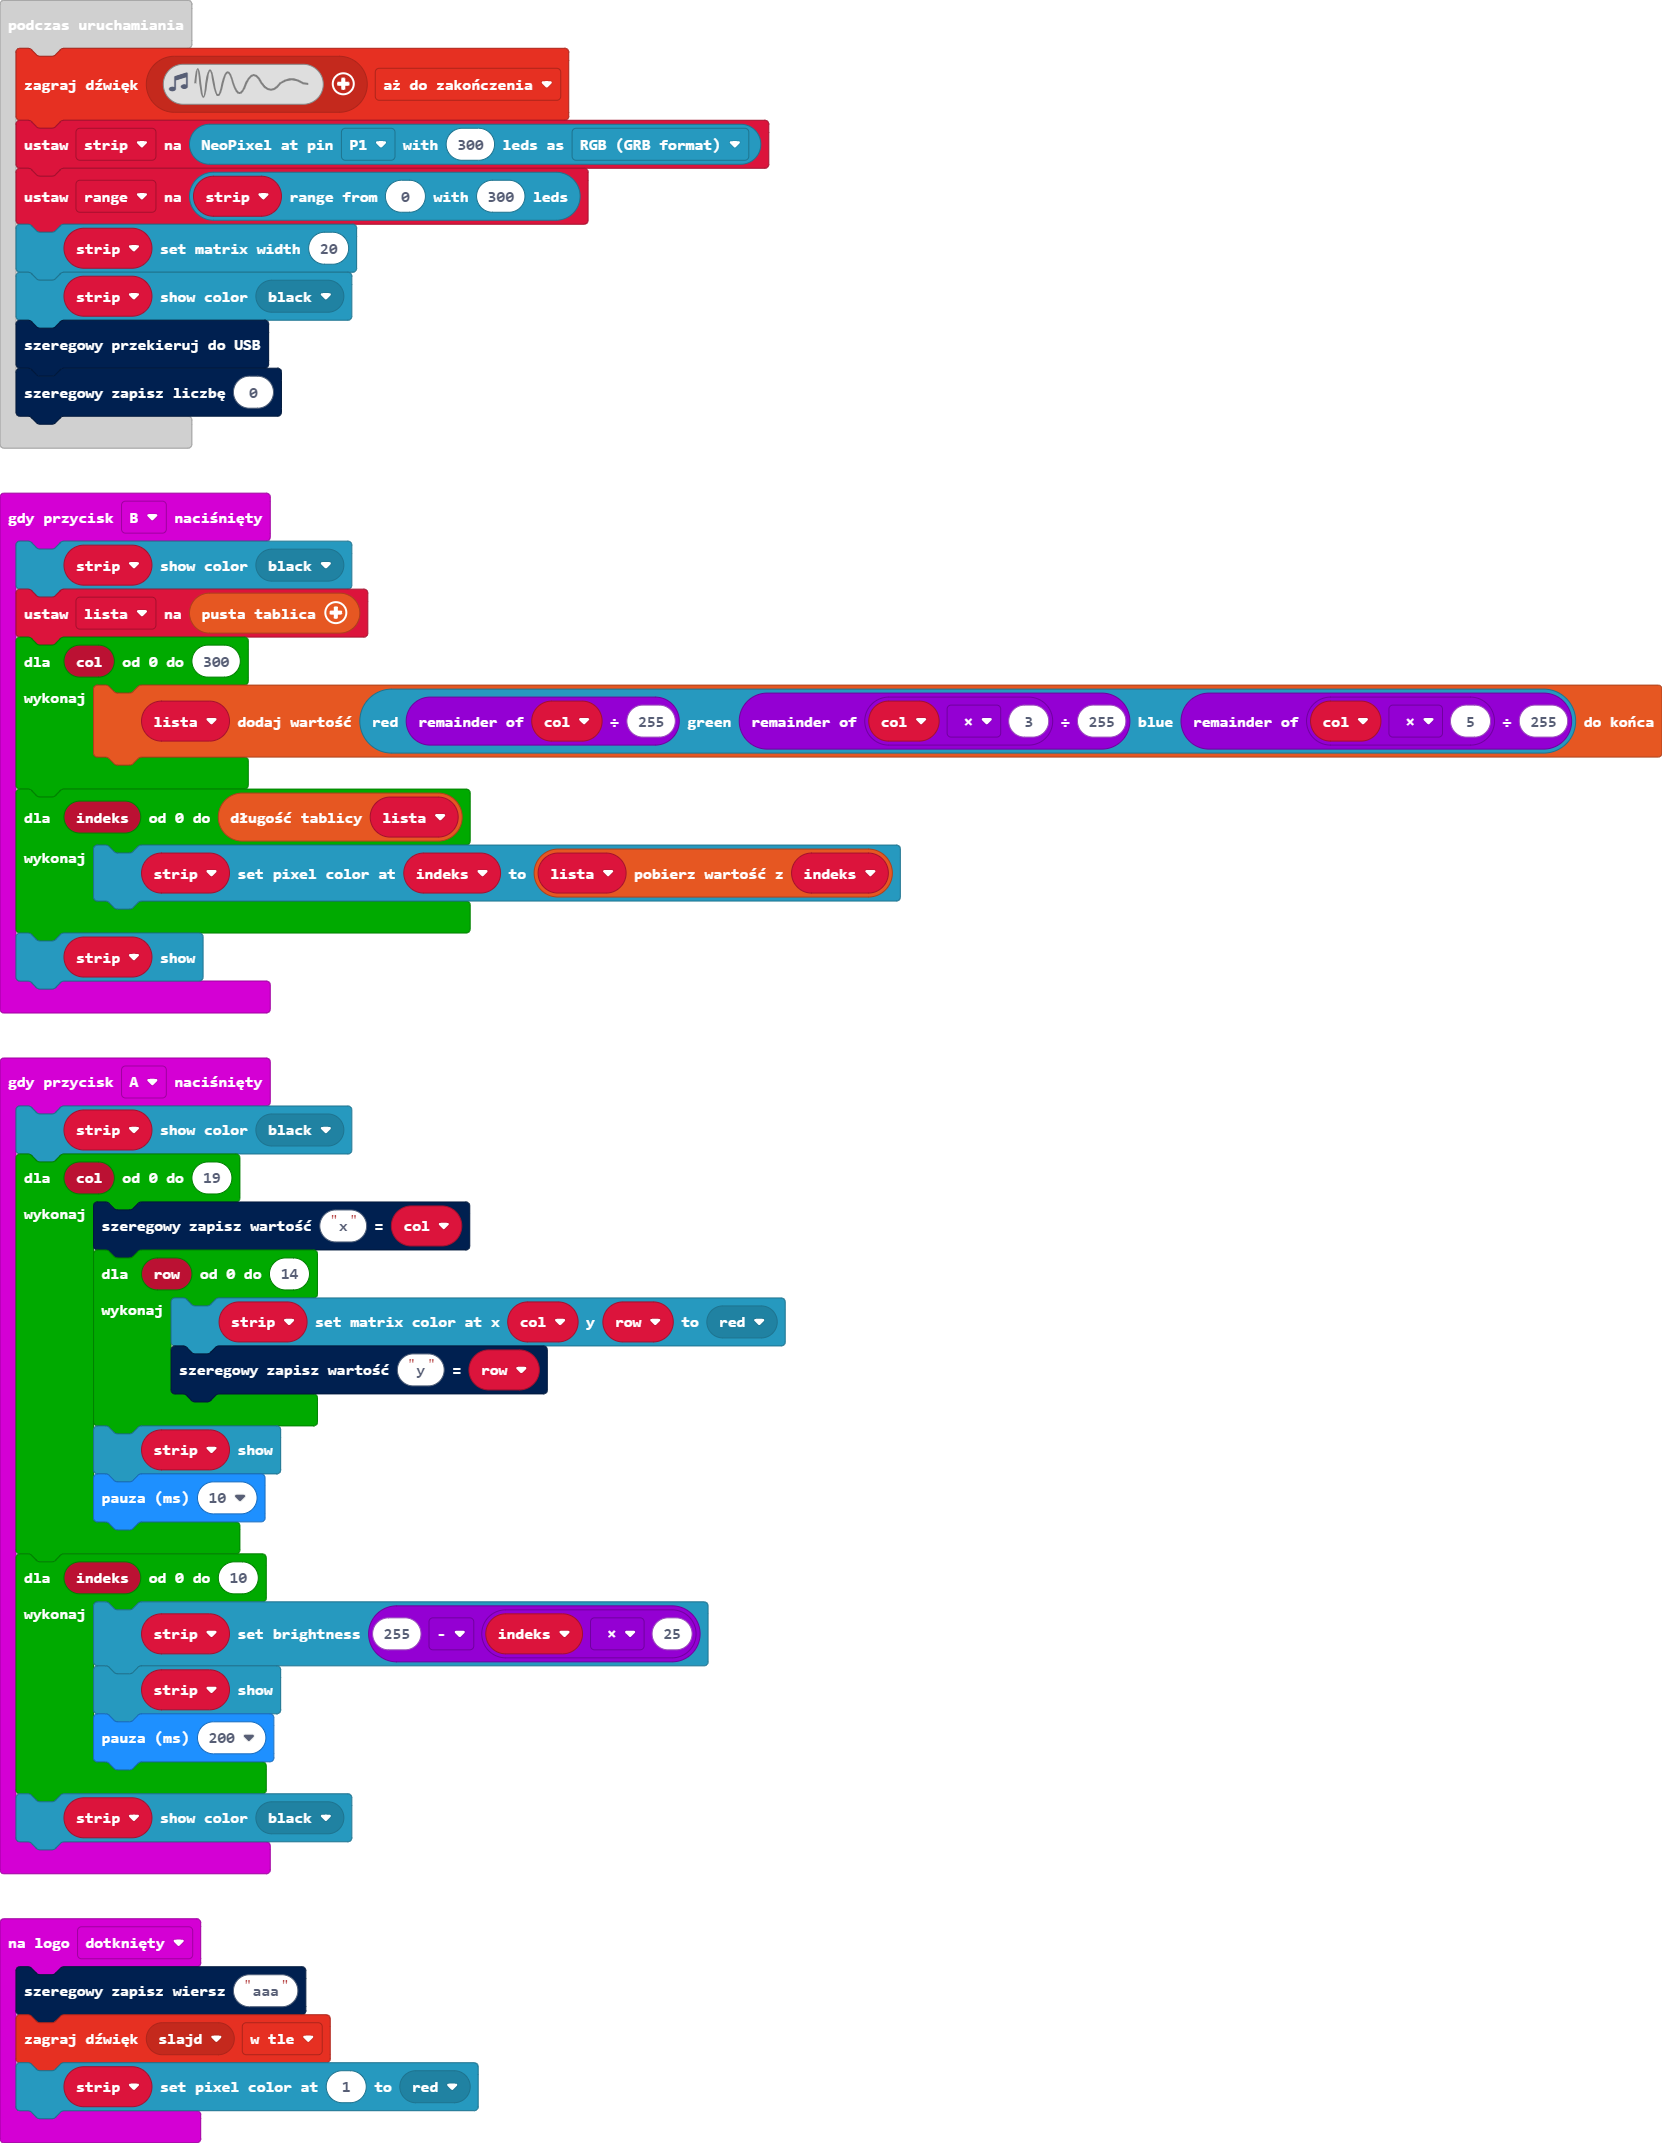 podczas uruchamiania
zagraj dźwięk aż do zakończenia
ustaw strip na NeoPixel at pin P1 with 300 leds as RGB (GRB format)
ustaw range na strip range from 0 with 300 leds
strip set matrix width 20
strip show color black
szeregowy przekieruj do USB
szeregowy zapisz liczbę 0
gdy przycisk B naciśnięty
strip show color black
ustaw lista na pusta tablica
dla col od 0 do 300
wykonaj
lista dodaj wartość red remainder of col ÷ 255 green remainder of col × 3 ÷ 255 blue remainder of col × 5 ÷ 255 do końca
dla indeks od 0 do długość tablicy lista
wykonaj
strip set pixel color at indeks to lista pobierz wartość z indeks
strip show
gdy przycisk A naciśnięty
strip show color black
dla col od 0 do 19
wykonaj
szeregowy zapisz wartość "x" = col
dla row od 0 do 14
wykonaj
strip set matrix color at x col y row to red
szeregowy zapisz wartość "y" = row
strip show
pauza (ms) 10
dla indeks od 0 do 10
wykonaj
strip set brightness 255 - indeks × 25
strip show
pauza (ms) 200
strip show color black
na logo dotknięty
szeregowy zapisz wiersz "aaa"
zagraj dźwięk slajd w tle
strip set pixel color at 1 to red